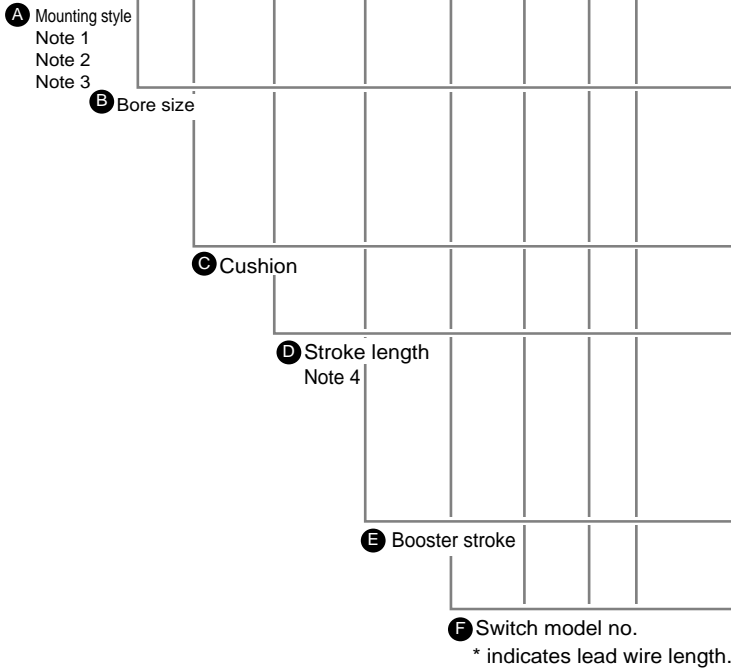 A Mounting style
Note 1
Note 2
Note 3
B Bore size
C Cushion
D Stroke length
Note 4
E Booster stroke
F Switch model no.
* indicates lead wire length.